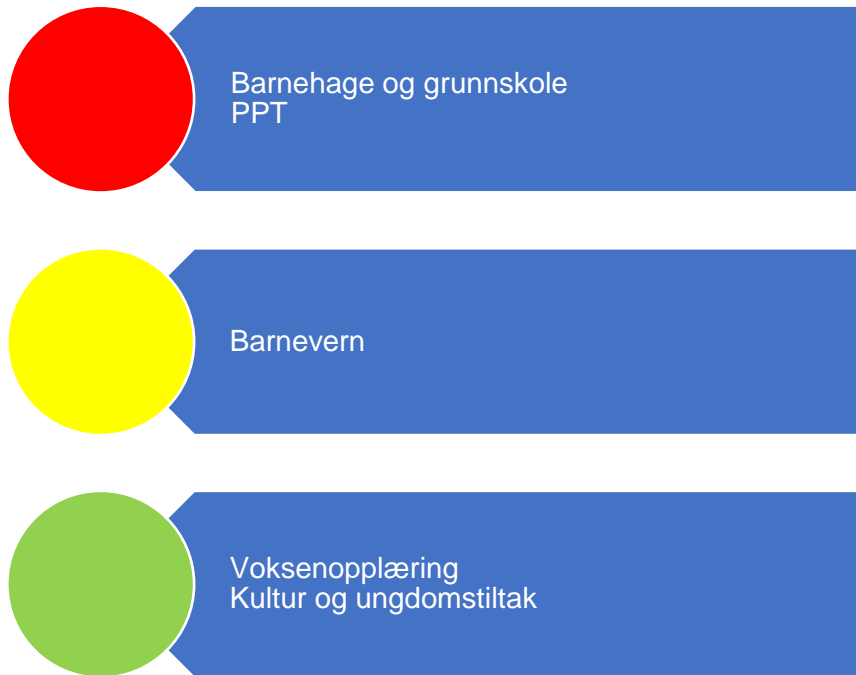 Barnehage og grunnskole
PPT
Barnevern
Voksenopplæring
Kultur og ungdomstiltak